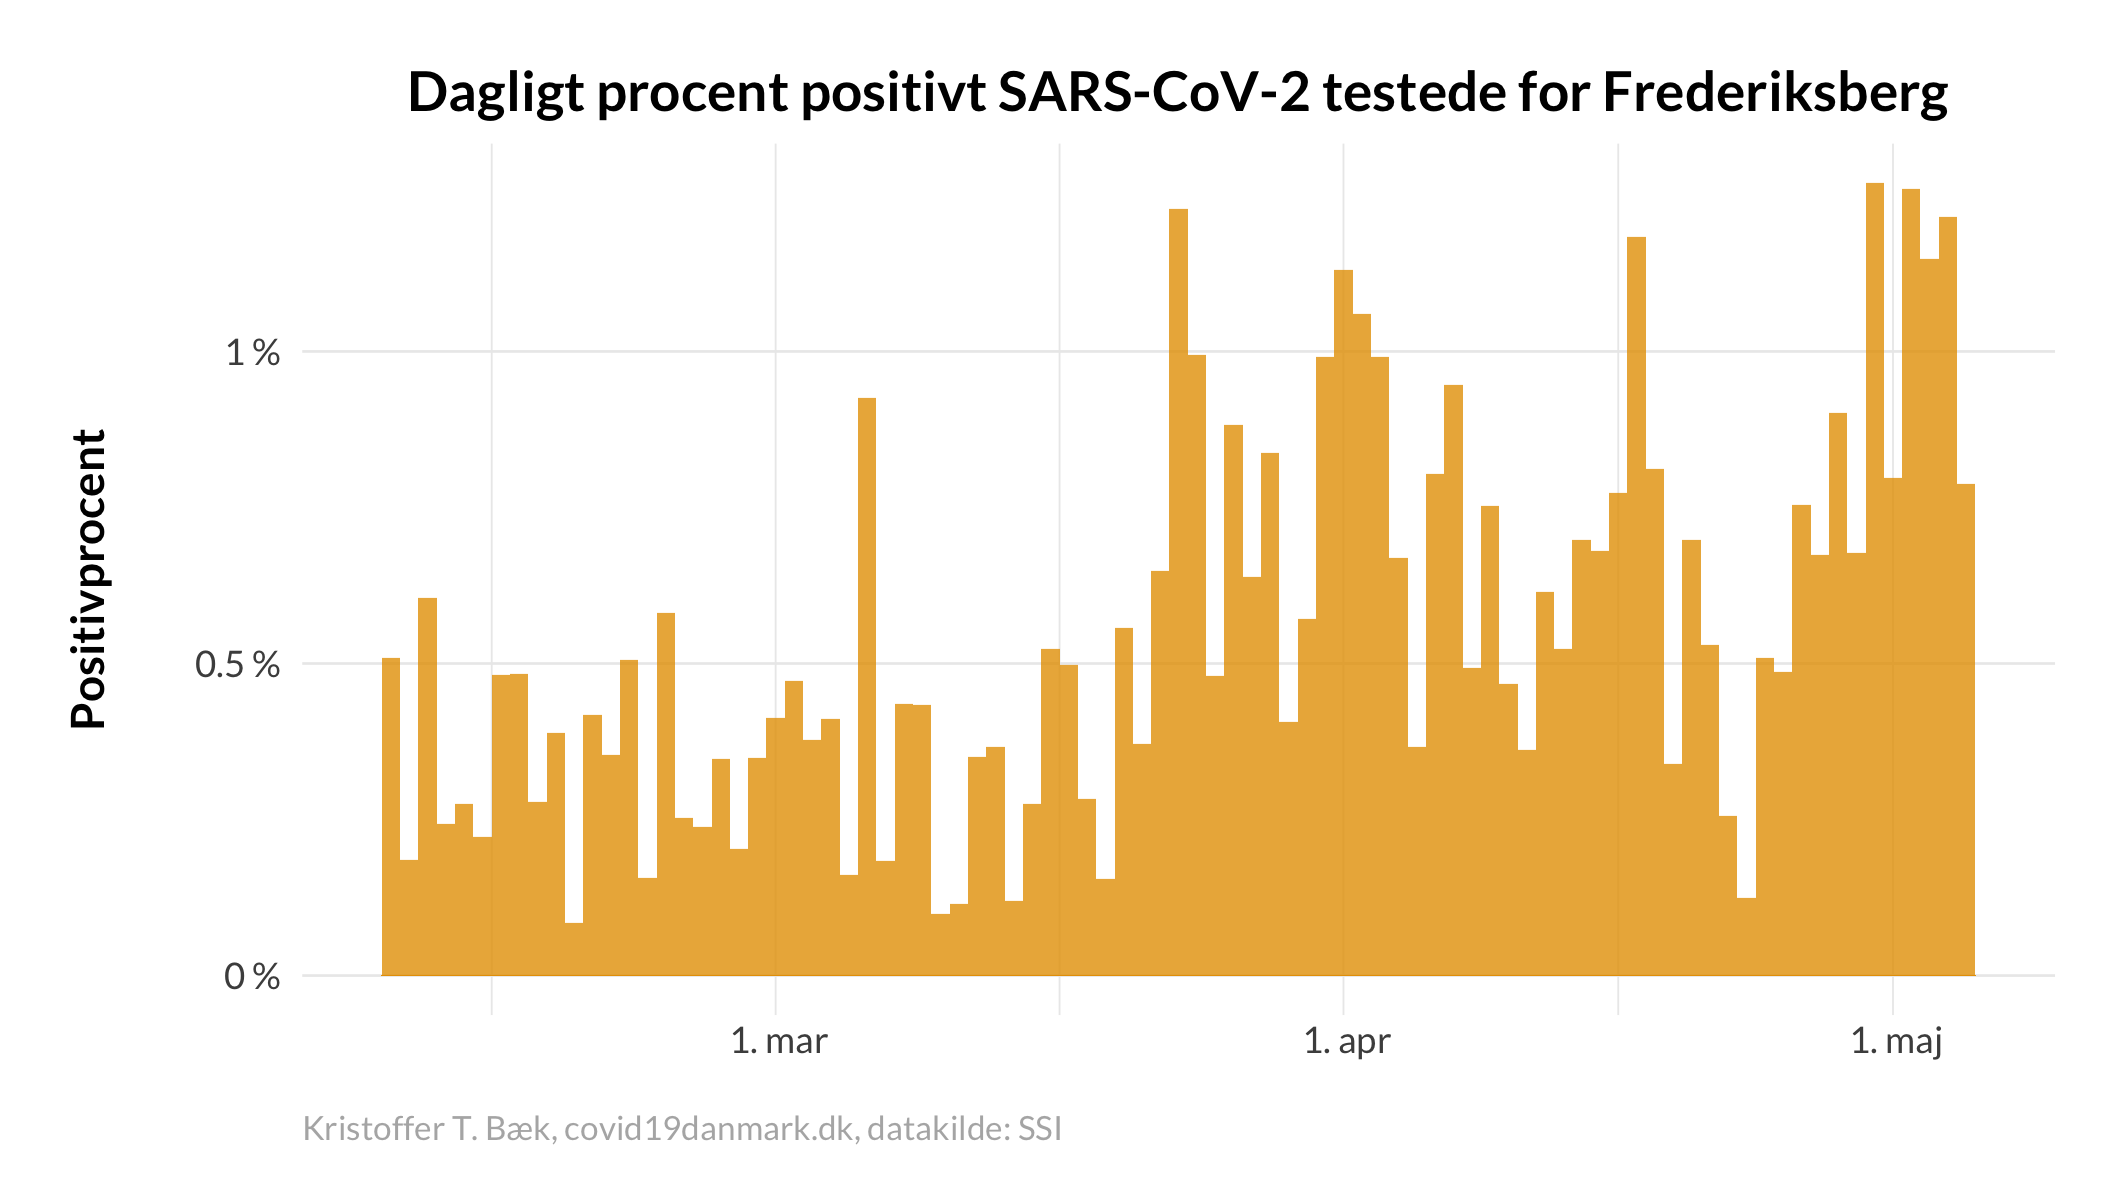 Dagligt procent positivt SARS-CoV-2 testede for Frederiksberg
Positivprocent
1 %
0.5 %
0 %
1. mar
1. apr
1. maj
Kristoffer T. Bæk, covid19danmark.dk, datakilde: SSI